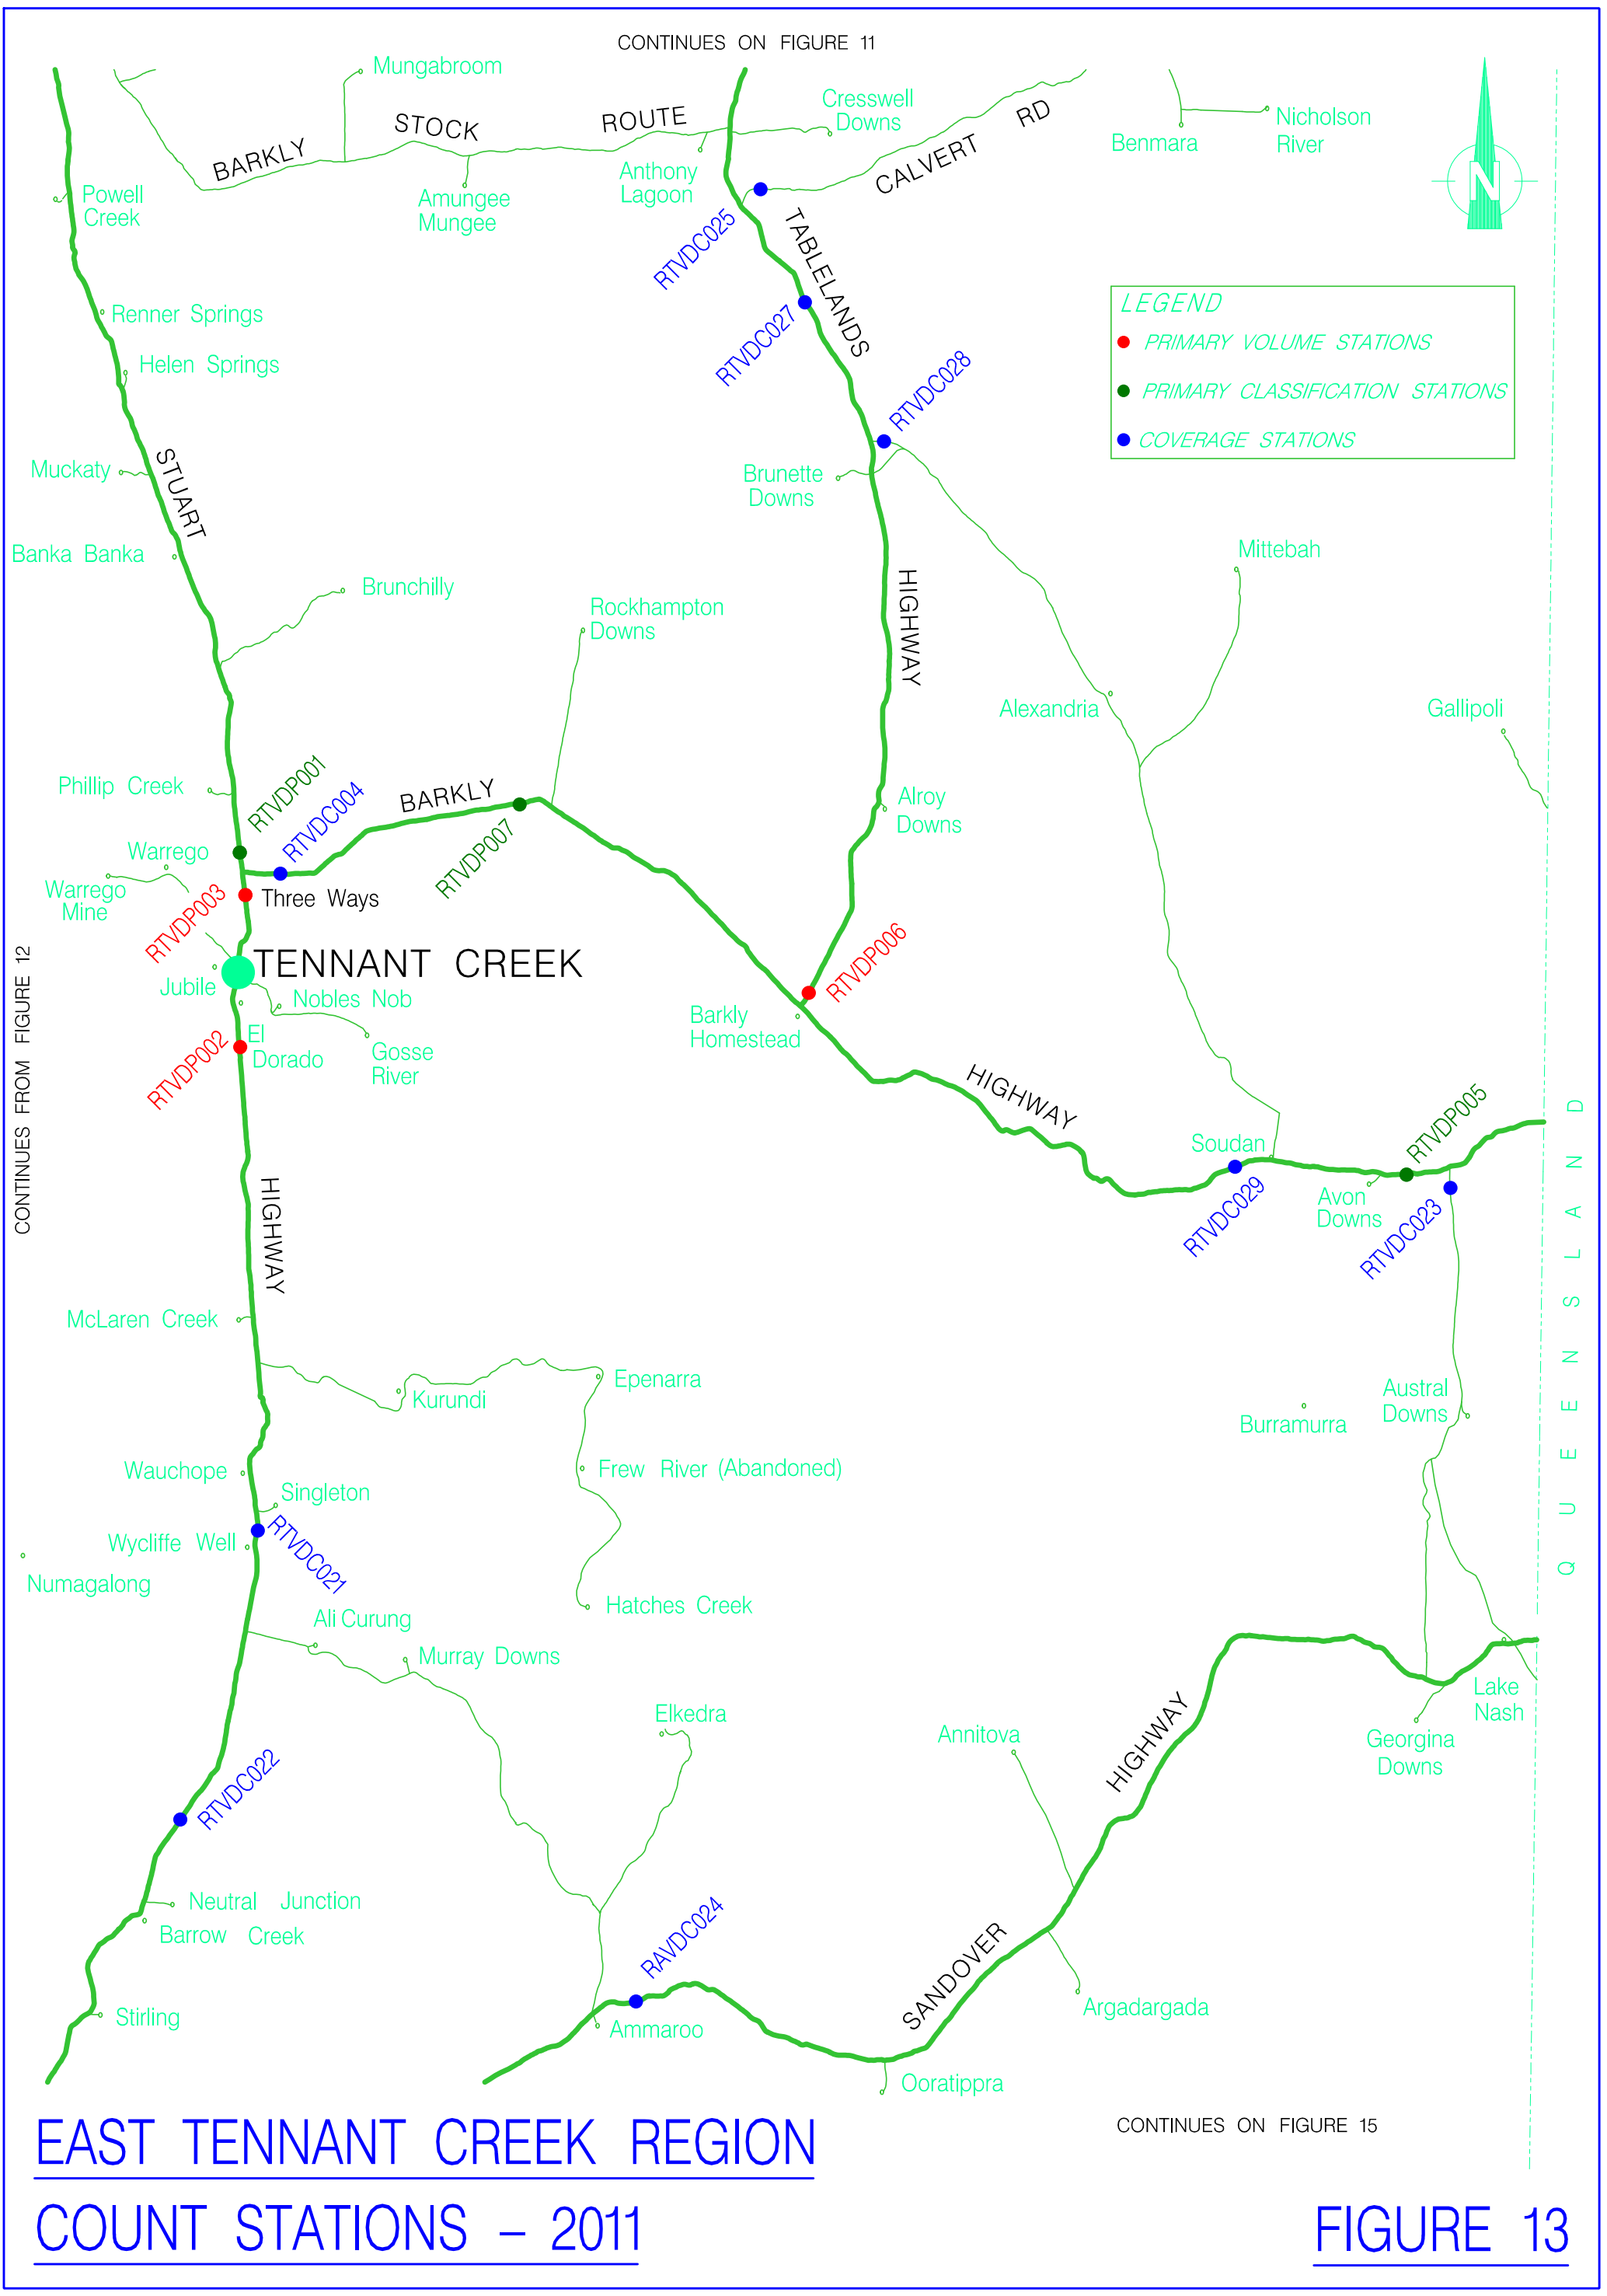 CONTINUES ON FIGURE 11
Mungabroom
BARKLY STOCK ROUTE
Cresswell
Downs
CALVERT RD
Nicholson
River
Benmara
Anthony
Lagoon
Amungee
Mungee
Powell
Creek
N
RTVDC025
TABLELANDS
RTVDC027
Renner Springs
Helen Springs
LEGEND
PRIMARY VOLUME STATIONS
PRIMARY CLASSIFICATION STATIONS
COVERAGE STATIONS
RTVDC028
Muckaty
STUART
Brunette
Downs
Banka Banka
Brunchilly
Rockhampton
Downs
HIGHWAY
Mittebah
Alexandria
Gallipoli
Phillip Creek
RTVDP001
RTVDC004
BARKLY
RTVDP007
Alroy
Downs
Warrego
Warrego
Mine
RTVDP003
Three Ways
TENNANT CREEK
RTVDP006
CONTINUES FROM FIGURE 12
Jubile
Nobles Nob
Barkly
Homestead
El
Dorado
Gosse
River
RTVDP002
HIGHWAY
RTVDP005
QUEENSLAND
Soudan
RTVDC029
Avon
Downs
RTVDC023
HIGHWAY
McLaren Creek
Kurundi
Epenarra
Austral
Downs
Burramurra
Wauchope
Frew River (Abandoned)
Singleton
Wycliffe Well
RTVDC021
Numagalong
Hatches Creek
Ali Curung
Murray Downs
Elkedra
Annitova
HIGHWAY
Lake
Nash
Georgina
Downs
RTVDC022
Neutral Junction
Barrow Creek
RAVDC024
SANDOVER
Stirling
Ammaroo
Argadargada
Ooratippra
CONTINUES ON FIGURE 15
EAST TENNANT CREEK REGION
COUNT STATIONS – 2011
FIGURE 13